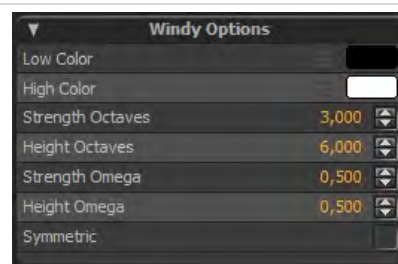 Windy Options
Low Color
High Color
Strength Octaves 3,000
Height Octaves 6,000
Strength Omega 0,500
Height Omega 0,500
Symmetric